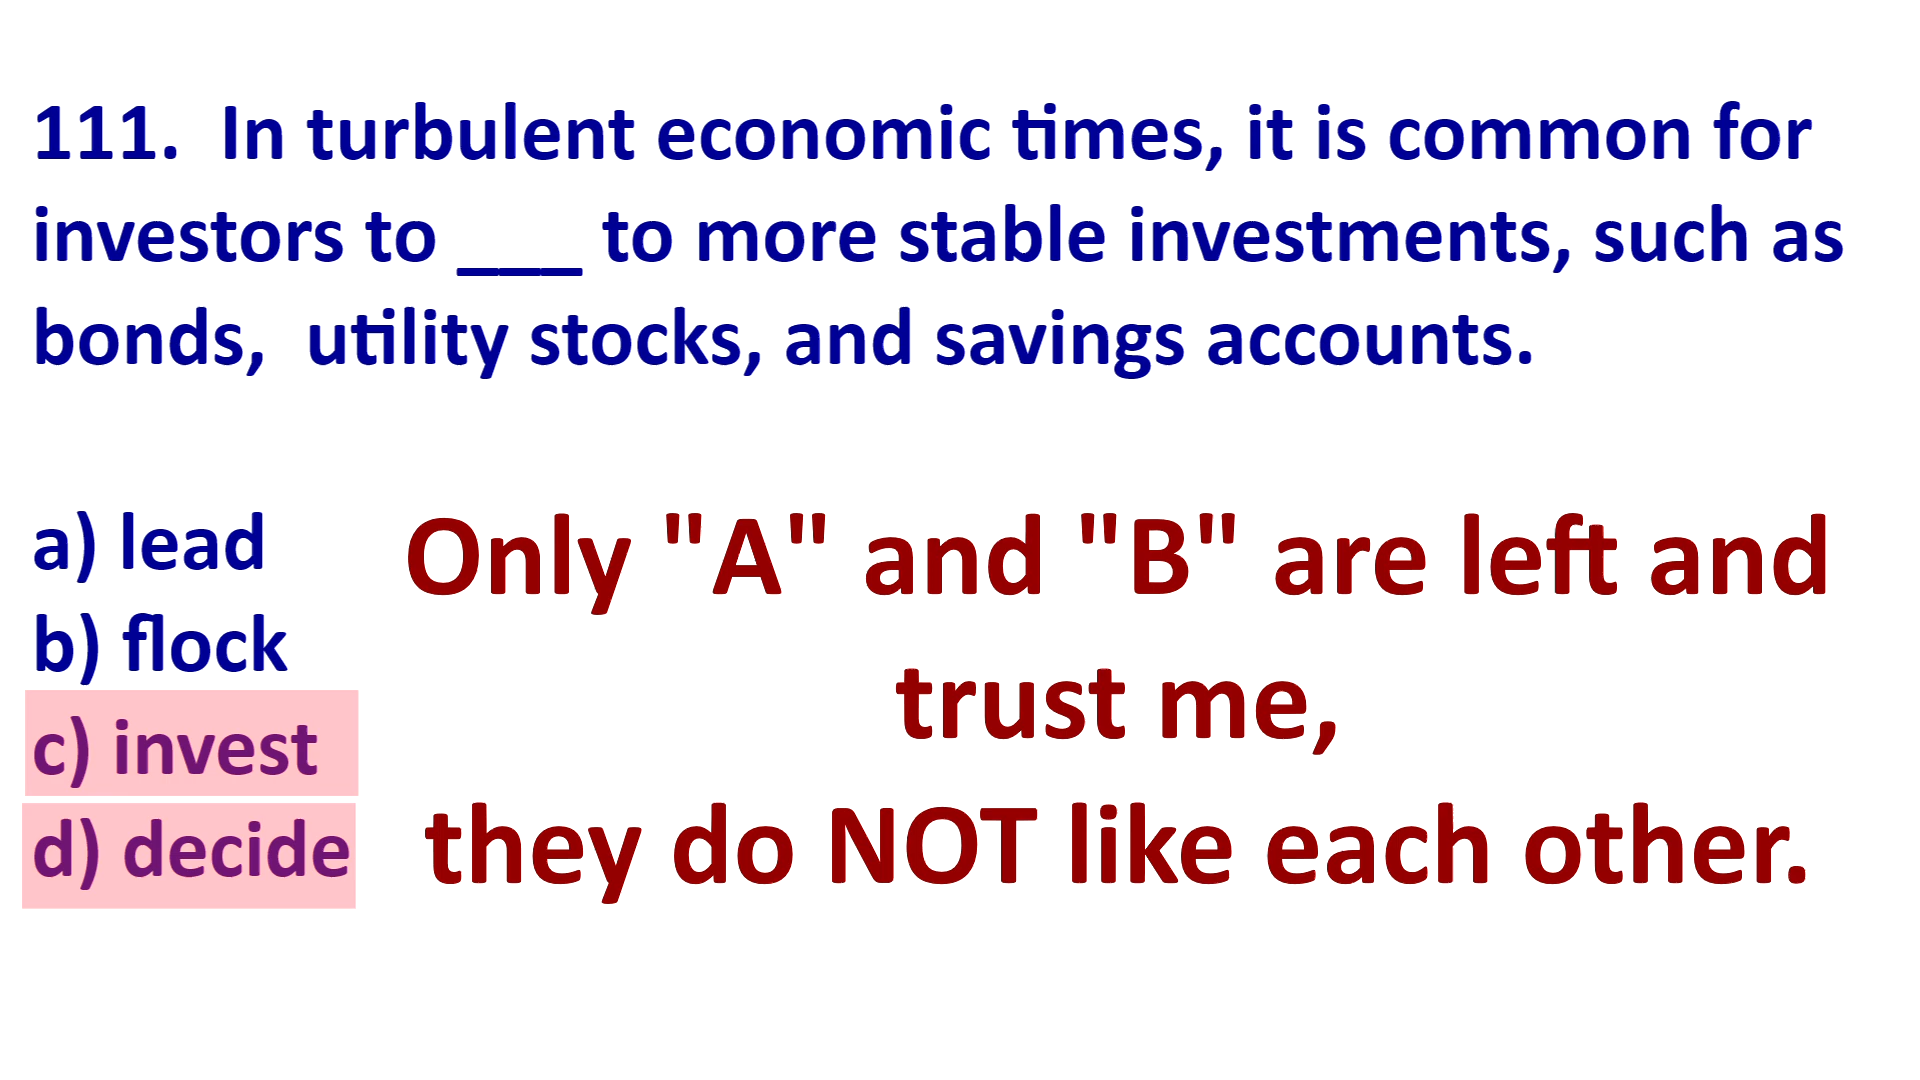 111.  In turbulent economic times, it is common for
investors to ___ to more stable investments, such as
bonds,  utility stocks, and savings accounts.
a) lead
b) flock
c) invest
d) decide
Only "A" and "B" are left and
trust me,
they do NOT like each other.